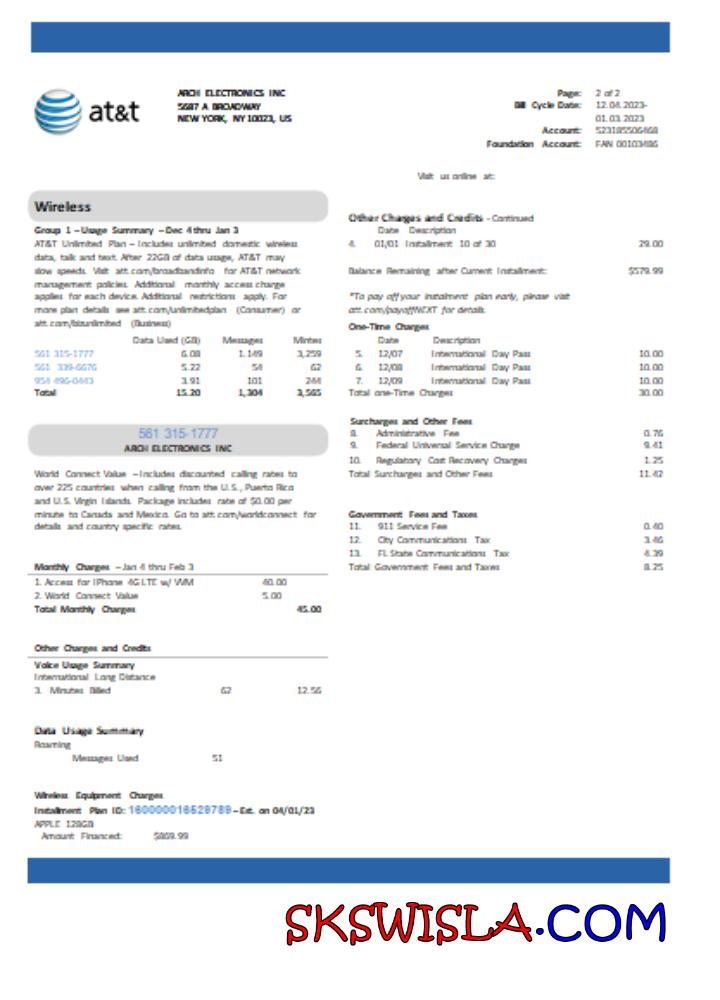 at&t
ARCH ELECTRONICS INC
5687 A BROADWAY
NEW YORK, NY 10023, US
Page: 2 of 2
Bill Cycle Date: 12.04.2023-
01.03.2023
Account: 523185506468
Foundation Account: FAN 00103486
Visit us online at:
Wireless
Group 1 – Usage Summary – Dec 4 thru Jan 3
AT&T Unlimited Plan – Includes unlimited domestic wireless
data, talk and text. After 22GB of data usage, AT&T may
slow speeds. Visit att.com/broadbandinfo for AT&T network
management policies. Additional monthly access charge
applies for each device. Additional restrictions apply. For
more plan details see att.com/unlimitedplan (Consumer) or
att.com/bizunlimited (Business)
Data Used (GB) Messages Mintes
561 315-1777 6.08 1.149 3,259
561 339-6676 5.22 54 62
954 496-0443 3.91 101 244
Total 15.20 1,304 3,565
561 315-1777
ARCH ELECTRONICS INC
World Connect Value – Includes discounted calling rates to
over 225 countries when calling from the U.S., Puerto Rica
and U.S. Virgin Islands. Package includes rate of $0.00 per
minute to Canada and Mexico. Go to att.com/worldconnect for
details and country specific rates.
Monthly Charges – Jan 4 thru Feb 3
1. Access for iPhone 4G LTE w/ VVM 40.00
2. World Connect Value 5.00
Total Monthly Charges 45.00
Other Charges and Credits
Voice Usage Summary
International Long Distance
3. Minutes Billed 62 12.56
Data Usage Summary
Roaming
Messages Used 51
Wireless Equipment Charges
Installment Plan ID: 160000016529789 – Est. on 04/01/23
APPLE 128GB
Amount Financed: $869.99
Other Charges and Credits - Continued
Date Description
4. 01/01 Installment 10 of 30 29.00
Balance Remaining after Current Installment: $579.99
*To pay off your instalment plan early, please visit
att.com/payoffNEXT for details.
One-Time Charges
Date Description
5. 12/07 International Day Pass 10.00
6. 12/08 International Day Pass 10.00
7. 12/09 International Day Pass 10.00
Total one-Time Charges 30.00
Surcharges and Other Fees
8. Administrative Fee 0.76
9. Federal Universal Service Charge 9.41
10. Regulatory Cost Recovery Charges 1.25
Total Surcharges and Other Fees 11.42
Government Fees and Taxes
11. 911 Service Fee 0.40
12. City Communications Tax 3.46
13. FL State Communications Tax 4.39
Total Government Fees and Taxes 8.25
SKSWISLA.COM